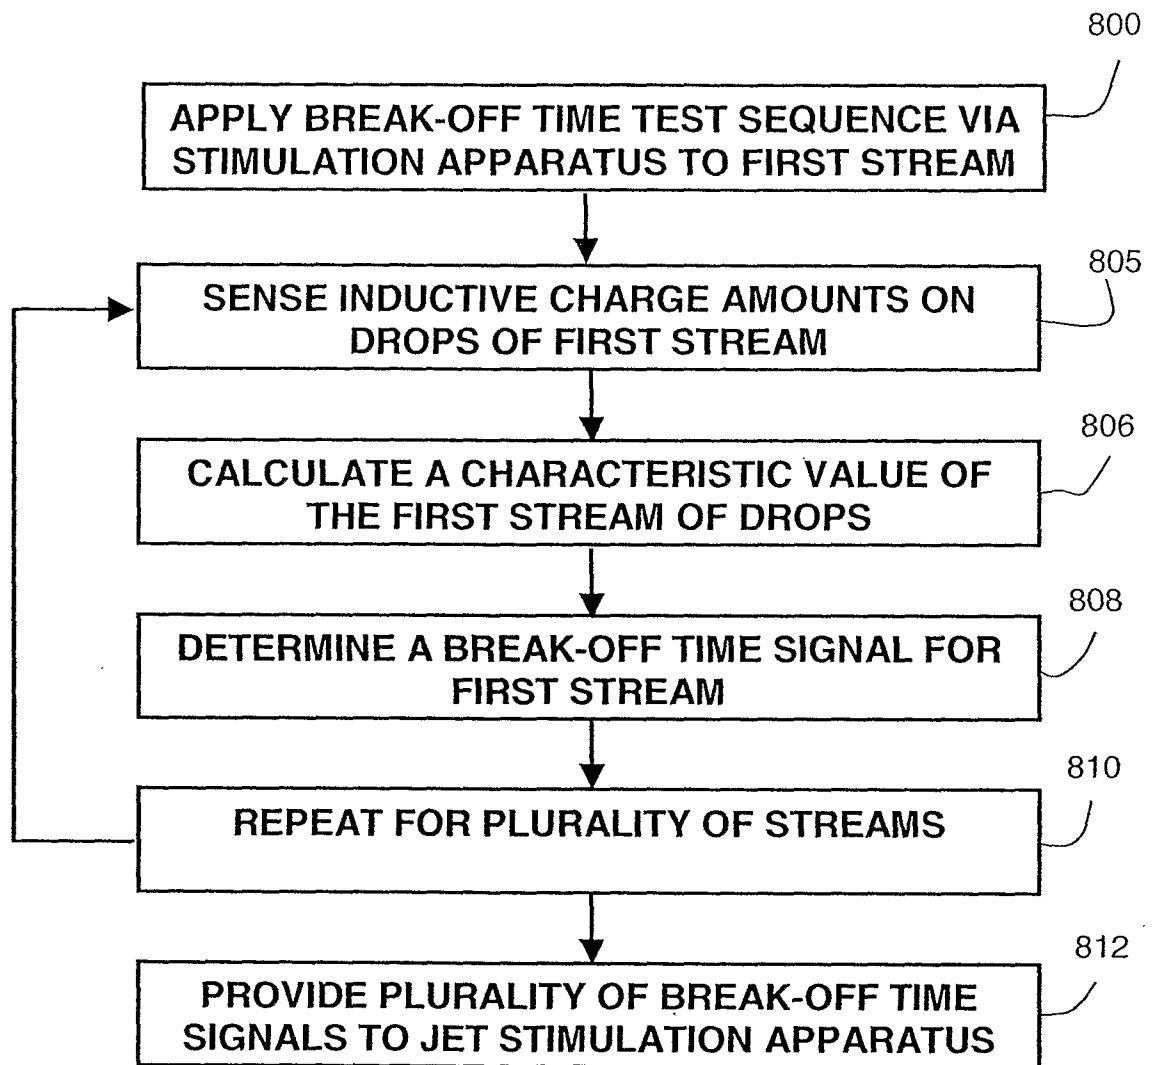 800
APPLY BREAK-OFF TIME TEST SEQUENCE VIA
STIMULATION APPARATUS TO FIRST STREAM
805
SENSE INDUCTIVE CHARGE AMOUNTS ON
DROPS OF FIRST STREAM
806
CALCULATE A CHARACTERISTIC VALUE OF
THE FIRST STREAM OF DROPS
808
DETERMINE A BREAK-OFF TIME SIGNAL FOR
FIRST STREAM
810
REPEAT FOR PLURALITY OF STREAMS
812
PROVIDE PLURALITY OF BREAK-OFF TIME
SIGNALS TO JET STIMULATION APPARATUS